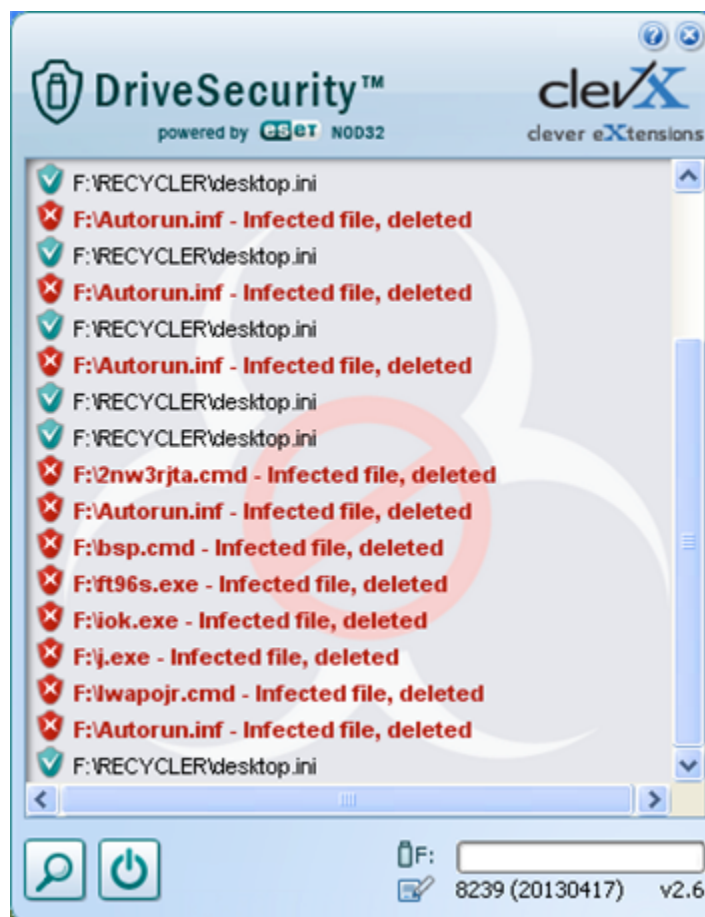 DriveSecurity™
powered by eset NOD32
clevX
clever eXtensions
F:\RECYCLER\desktop.ini
F:\Autorun.inf - Infected file, deleted
F:\RECYCLER\desktop.ini
F:\Autorun.inf - Infected file, deleted
F:\RECYCLER\desktop.ini
F:\Autorun.inf - Infected file, deleted
F:\RECYCLER\desktop.ini
F:\RECYCLER\desktop.ini
F:\2nw3rjta.cmd - Infected file, deleted
F:\Autorun.inf - Infected file, deleted
F:\bsp.cmd - Infected file, deleted
F:\ft96s.exe - Infected file, deleted
F:\iok.exe - Infected file, deleted
F:\j.exe - Infected file, deleted
F:\lwapojr.cmd - Infected file, deleted
F:\Autorun.inf - Infected file, deleted
F:\RECYCLER\desktop.ini
F:
8239 (20130417) v2.6